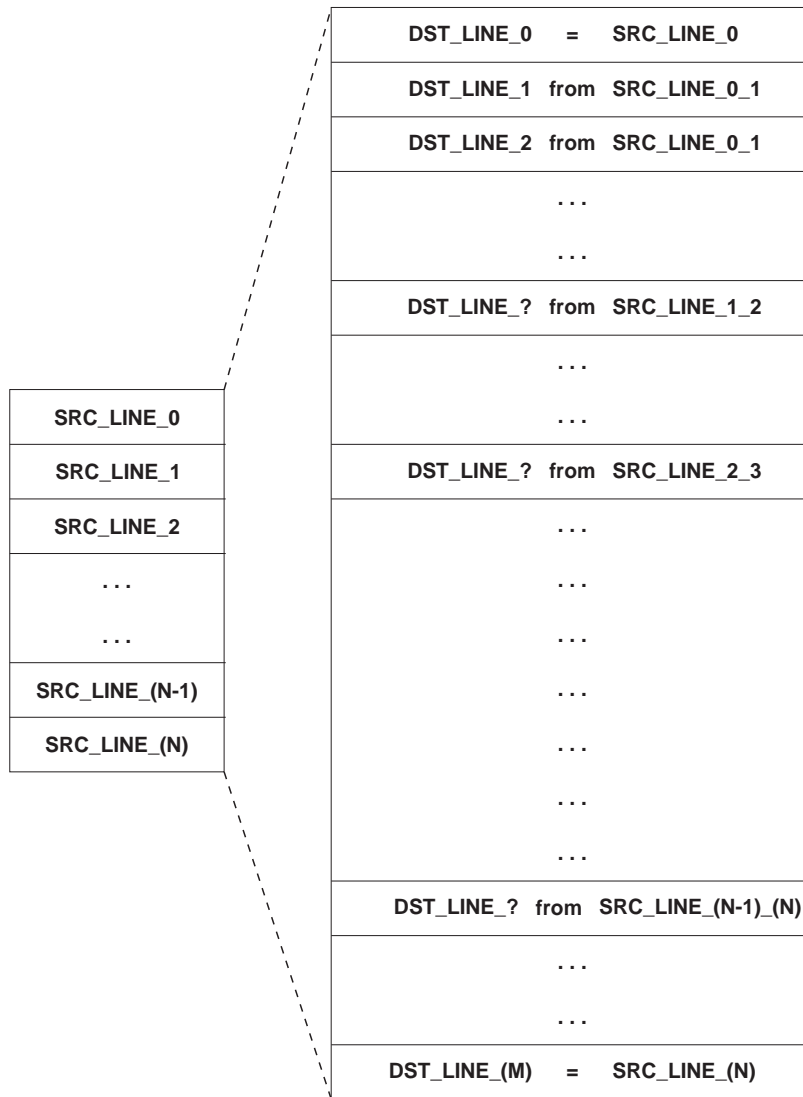 DST_LINE_0 = SRC_LINE_0
DST_LINE_1 from SRC_LINE_0_1
DST_LINE_2 from SRC_LINE_0_1
. . .
. . .
DST_LINE_? from SRC_LINE_1_2
. . .
. . .
DST_LINE_? from SRC_LINE_2_3
. . .
. . .
. . .
. . .
. . .
. . .
. . .
DST_LINE_? from SRC_LINE_(N-1)_(N)
. . .
. . .
DST_LINE_(M) = SRC_LINE_(N)
SRC_LINE_0
SRC_LINE_1
SRC_LINE_2
. . .
. . .
SRC_LINE_(N-1)
SRC_LINE_(N)